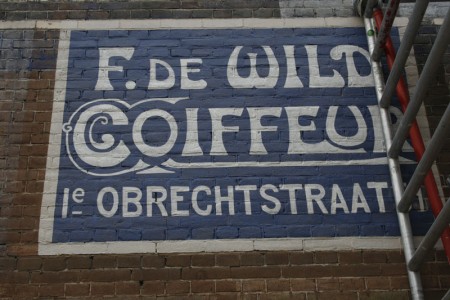 F. DE WILD
COIFFEUR
1e OBRECHTSTRAAT